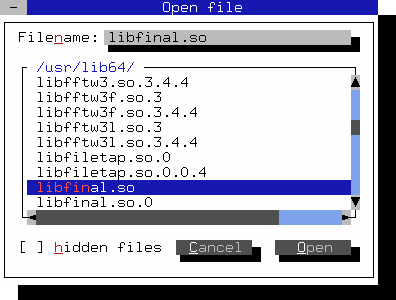 Open file
Filename: libfinal.so
/usr/lib64/
libfftw3.so.3.4.4
libfftw3f.so.3
libfftw3f.so.3.4.4
libfftw3l.so.3
libfftw3l.so.3.4.4
libfiletap.so.0
libfiletap.so.0.0.4
libfinal.so
libfinal.so.0
[ ] hidden files Cancel Open